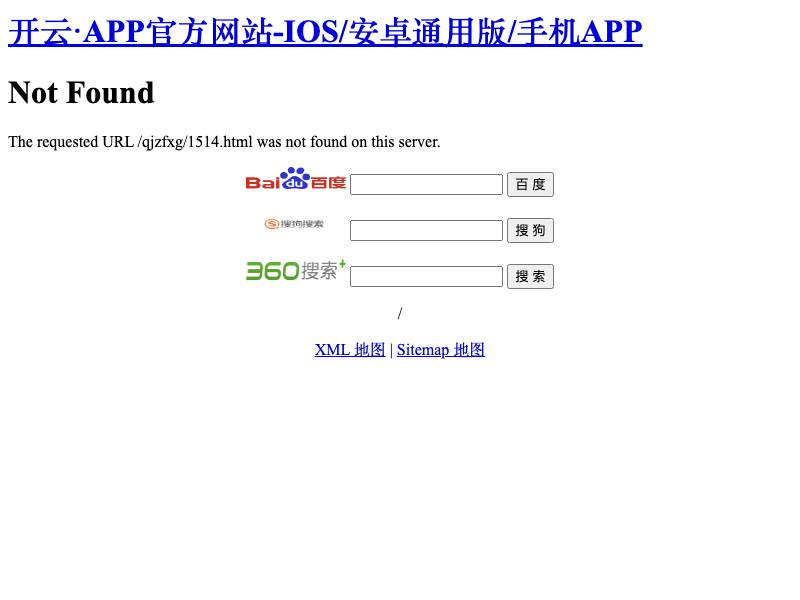 开云·APP官方网站-IOS/安卓通用版/手机APP
Not Found
The requested URL /qjzfxg/1514.html was not found on this server.
Bai du 百度 百 度
S 搜狗搜索 搜 狗
360搜索+ 搜 索
/
XML 地图 | Sitemap 地图